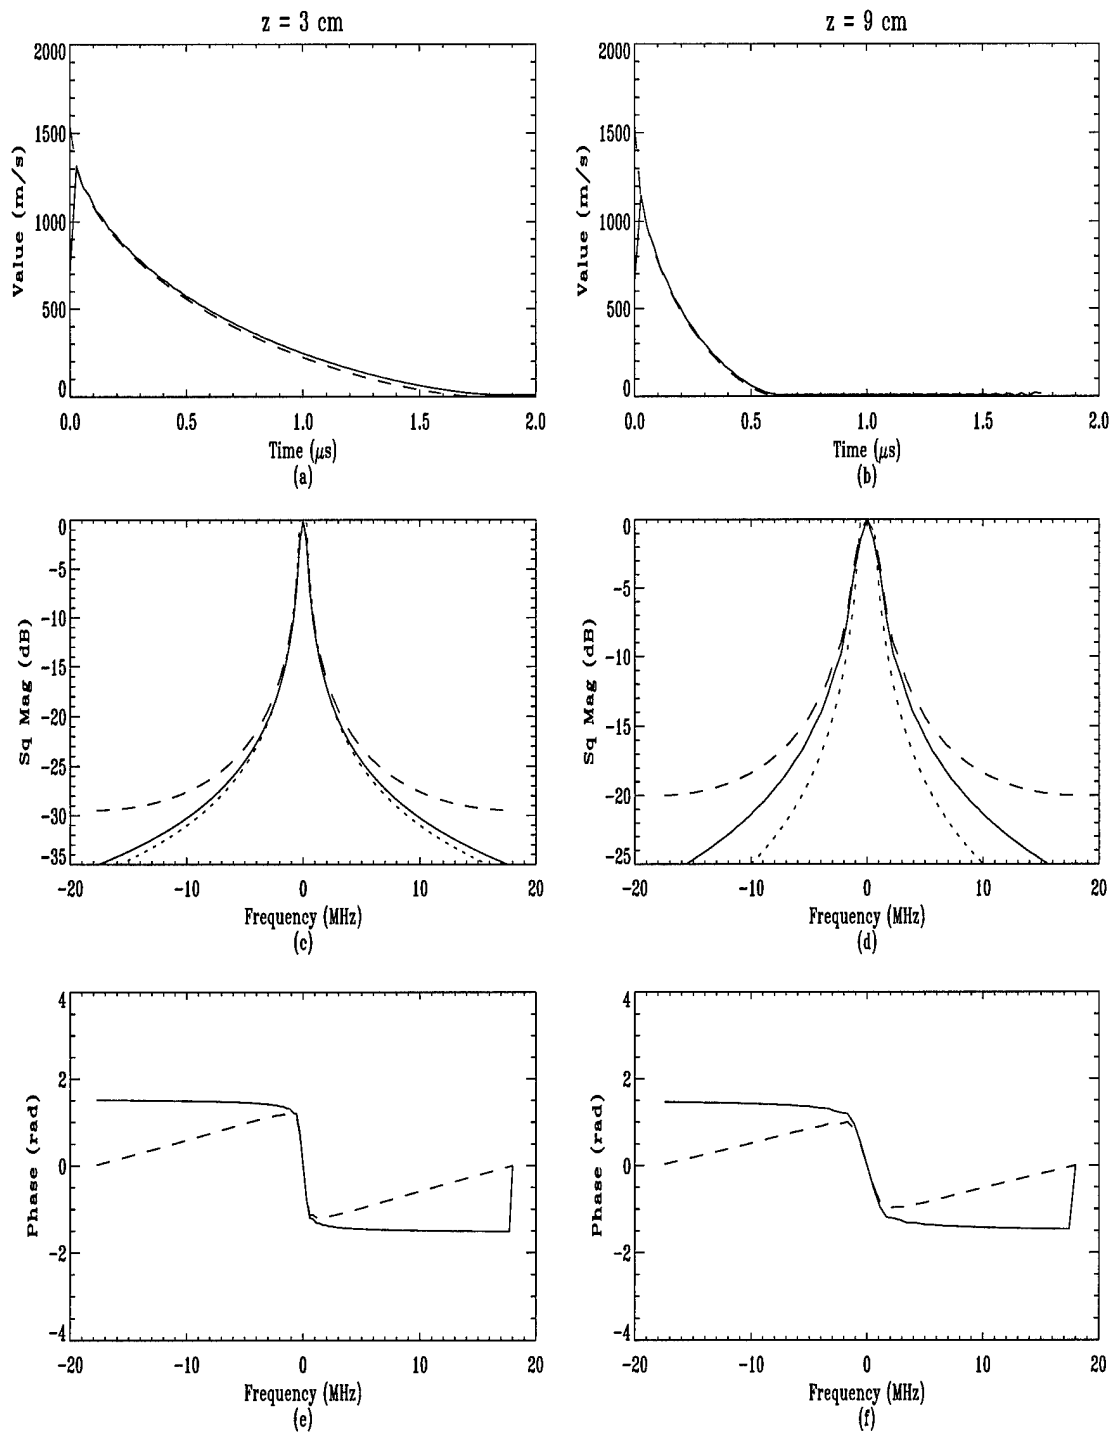 z = 3 cm
z = 9 cm
2000
1500
1000
500
0
Value (m/s)
0.0 0.5 1.0 1.5 2.0
Time (μs)
(a)
2000
1500
1000
500
0
Value (m/s)
0.0 0.5 1.0 1.5 2.0
Time (μs)
(b)
0
-5
-10
-15
-20
-25
-30
-35
Sq Mag (dB)
-20 -10 0 10 20
Frequency (MHz)
(c)
0
-5
-10
-15
-20
-25
Sq Mag (dB)
-20 -10 0 10 20
Frequency (MHz)
(d)
4
2
0
-2
-4
Phase (rad)
-20 -10 0 10 20
Frequency (MHz)
(e)
4
2
0
-2
-4
Phase (rad)
-20 -10 0 10 20
Frequency (MHz)
(f)